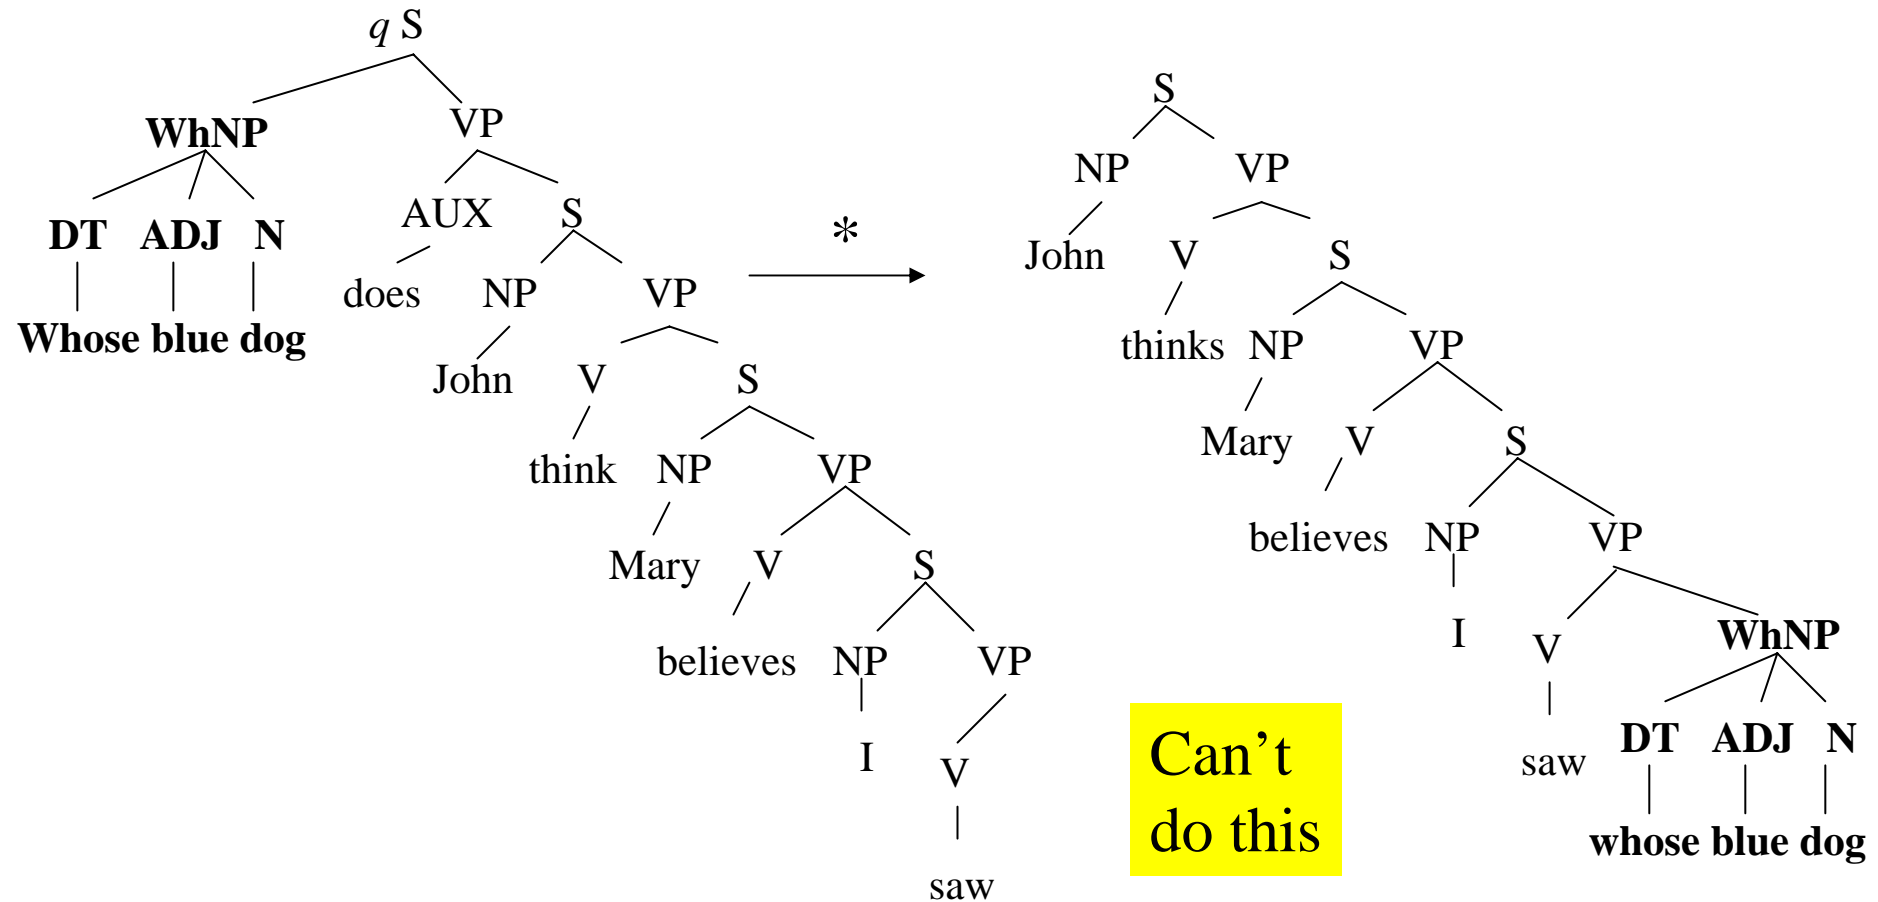 q S
WhNP VP
DT ADJ N AUX S
Whose blue dog does NP VP
John V S
think NP VP
Mary V S
believes NP VP
I V
saw
*
S
NP VP
John V S
thinks NP VP
Mary V S
believes NP VP
I V WhNP
saw DT ADJ N
whose blue dog
Can’t
do this